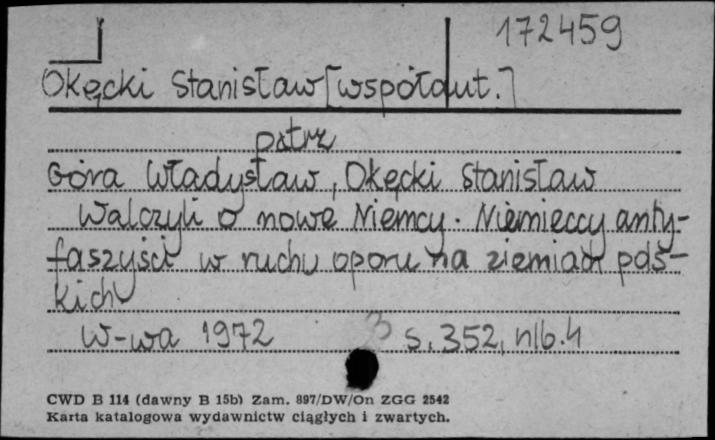 172459
Okęcki Stanisław [współaut.]
patrz
Góra Władysław, Okęcki Stanisław
Walczyli o nowe Niemcy. Niemieccy anty-
faszyści w ruchu oporu na ziemiach pols-
kich
W-wa 1972 s. 352, nlb. 4
CWD B 114 (dawny B 15b) Zam. 897/DW/On ZGG 2542
Karta katalogowa wydawnictw ciągłych i zwartych.